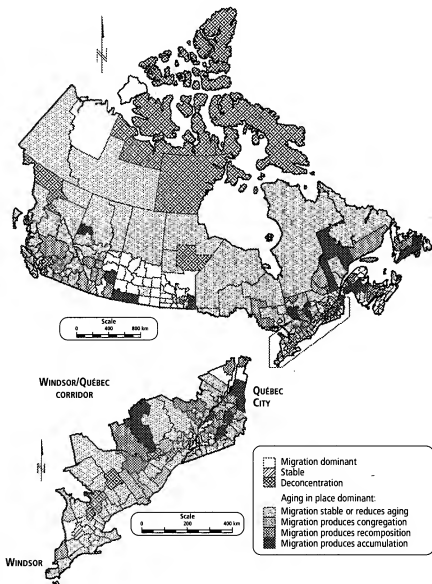 N
Scale
0 400 800 km
WINDSOR/QUÉBEC
CORRIDOR
QUÉBEC
CITY
N
Migration dominant
Stable
Deconcentration
Aging in place dominant:
Migration stable or reduces aging
Migration produces congregation
Migration produces recomposition
Migration produces accumulation
Scale
0 200 400 km
WINDSOR